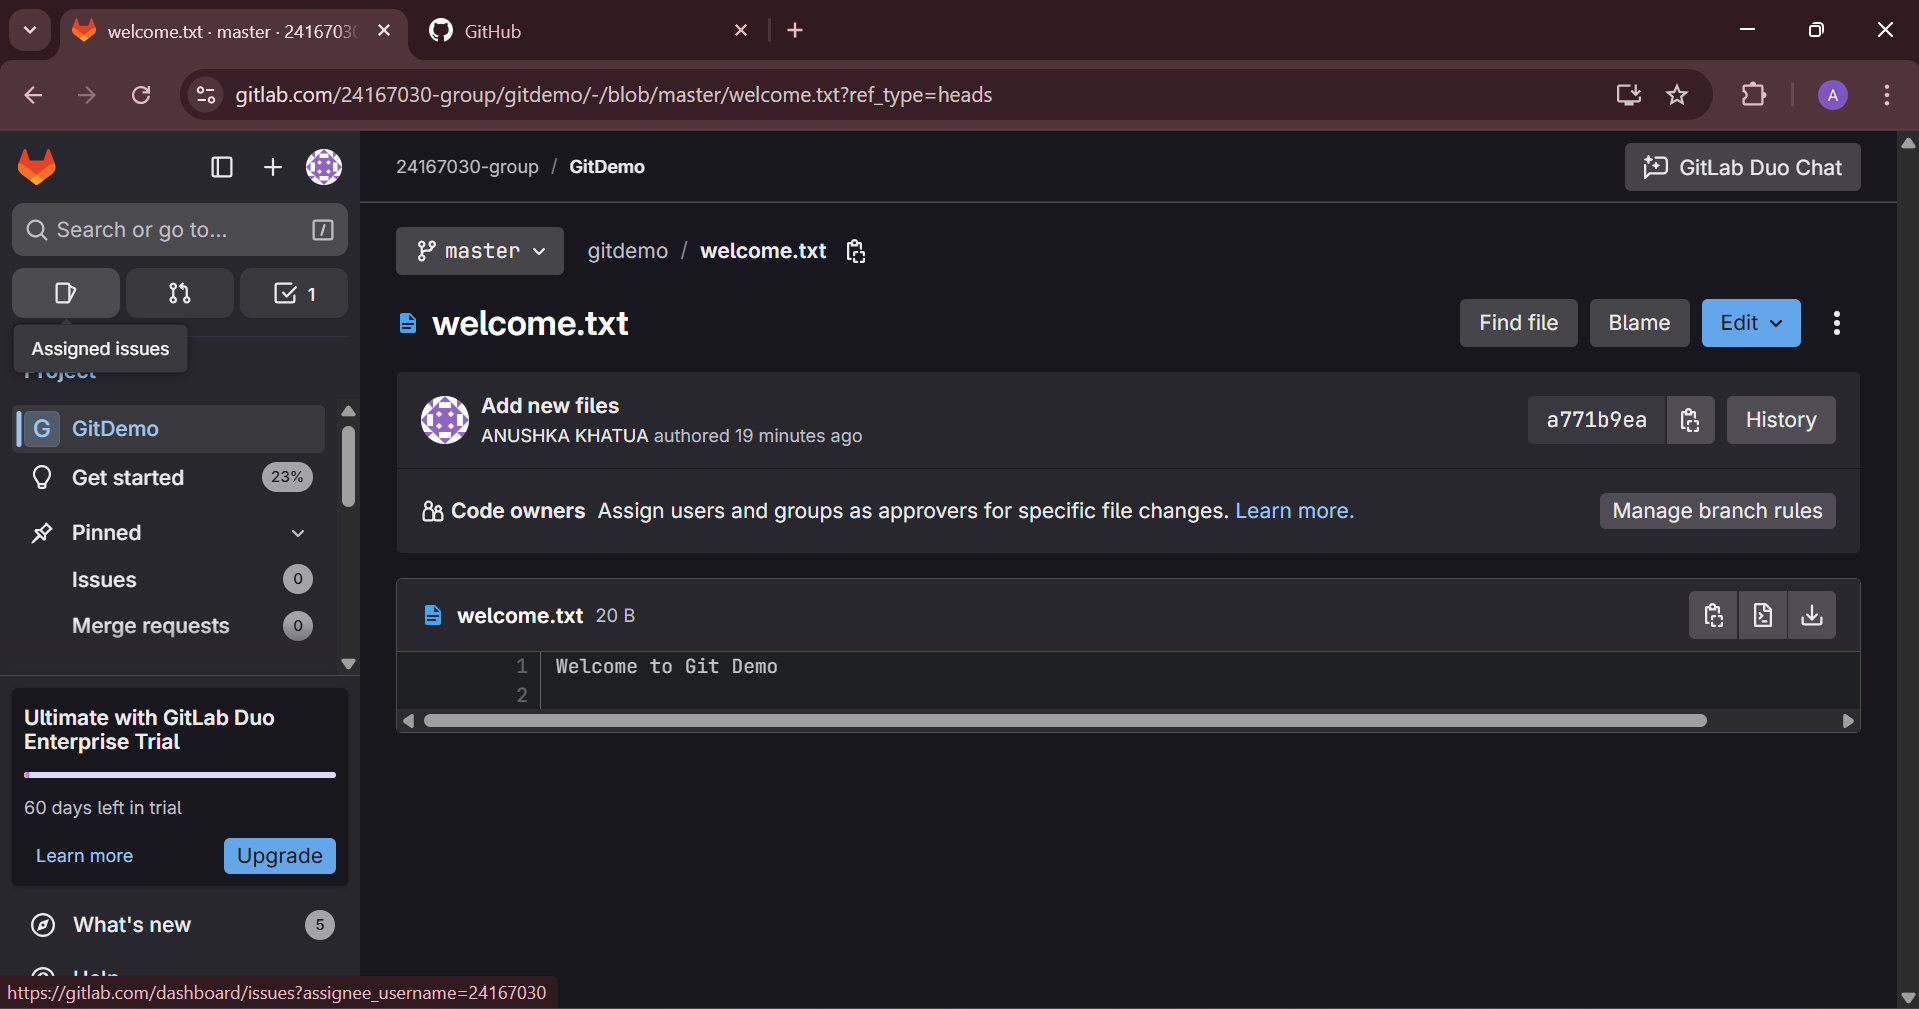 welcome.txt · master · 2416703
GitHub
gitlab.com/24167030-group/gitdemo/-/blob/master/welcome.txt?ref_type=heads
A
24167030-group / GitDemo
GitLab Duo Chat
Search or go to...
/
1
Assigned issues
Project
G GitDemo
Get started 23%
Pinned
Issues 0
Merge requests 0
Ultimate with GitLab Duo
Enterprise Trial
60 days left in trial
Learn more
Upgrade
What's new 5
Help
https://gitlab.com/dashboard/issues?assignee_username=24167030
master
gitdemo / welcome.txt
welcome.txt
Find file
Blame
Edit
Add new files
ANUSHKA KHATUA authored 19 minutes ago
a771b9ea
History
Code owners Assign users and groups as approvers for specific file changes. Learn more.
Manage branch rules
welcome.txt 20 B
1 Welcome to Git Demo
2